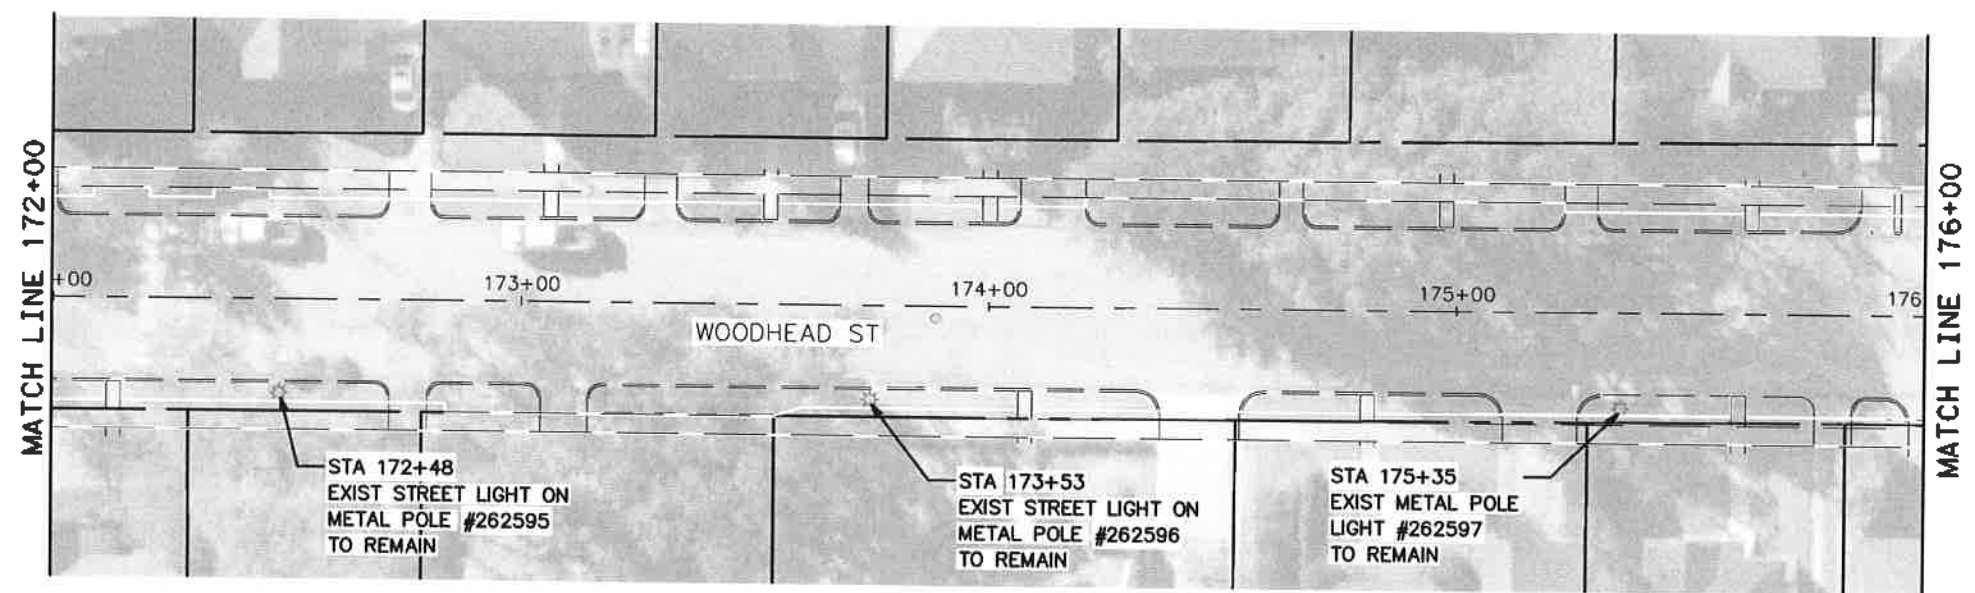 MATCH LINE 172+00
+00
173+00
174+00
175+00
176
MATCH LINE 176+00
WOODHEAD ST
STA 172+48
EXIST STREET LIGHT ON
METAL POLE #262595
TO REMAIN
STA 173+53
EXIST STREET LIGHT ON
METAL POLE #262596
TO REMAIN
STA 175+35
EXIST METAL POLE
LIGHT #262597
TO REMAIN